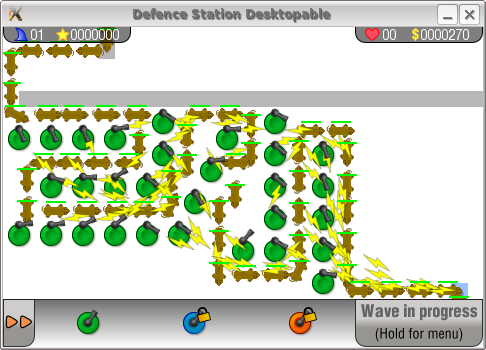 Defence Station Desktopable
01 0000000
00 $0000270
Wave in progress
(Hold for menu)